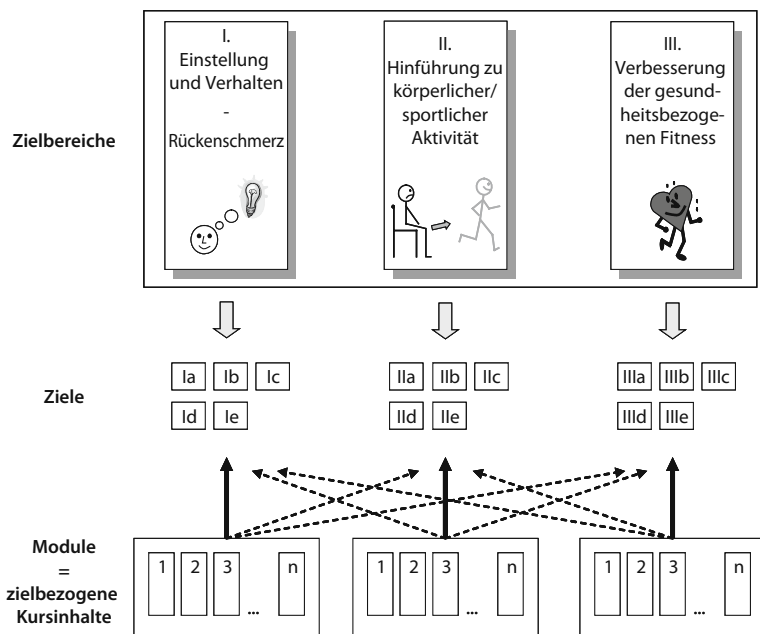 I.
Einstellung
und Verhalten
-
Rückenschmerz
II.
Hinführung zu
körperlicher/
sportlicher
Aktivität
III.
Verbesserung
der gesund-
heitsbezoge-
nen Fitness
Zielbereiche
Ziele
Ia Ib Ic
Id Ie
IIa IIb IIc
IId IIe
IIIa IIIb IIIc
IIId IIIe
Module
=
zielbezogene
Kursinhalte
1 2 3 ... n
1 2 3 ... n
1 2 3 ... n